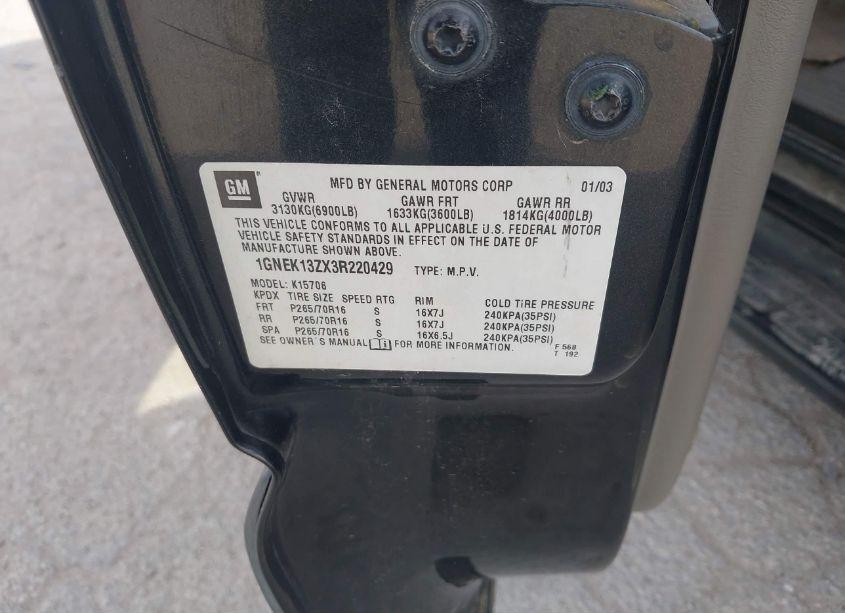 GM MFD BY GENERAL MOTORS CORP 01/03
GVWR GAWR FRT GAWR RR
3130KG(6900LB) 1633KG(3600LB) 1814KG(4000LB)
THIS VEHICLE CONFORMS TO ALL APPLICABLE U.S. FEDERAL MOTOR
VEHICLE SAFETY STANDARDS IN EFFECT ON THE DATE OF
MANUFACTURE SHOWN ABOVE.
1GNEK13ZX3R220429 TYPE: M.P.V.
MODEL: K15706
KPDX TIRE SIZE SPEED RTG RIM COLD TIRE PRESSURE
FRT P265/70R16 S 16X7J 240KPA(35PSI)
RR P265/70R16 S 16X7J 240KPA(35PSI)
SPA P265/70R16 S 16X6.5J 240KPA(35PSI)
SEE OWNER'S MANUAL FOR MORE INFORMATION.
F 568
T 192